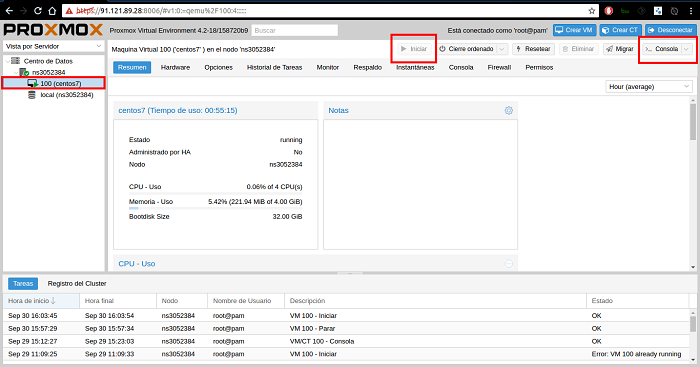 https://91.121.89.28:8006/#v1:0:=qemu%2F100:4::::::
PROXMOX Proxmox Virtual Environment 4.2-18/158720b9 Buscar Está conectado como 'root@pam' Crear VM Crear CT Desconectar
Vista por Servidor
Maquina Virtual 100 ('centos7' ) en el nodo 'ns3052384' Iniciar Cierre ordenado Resetear Eliminar Migrar Consola
Centro de Datos
ns3052384
100 (centos7)
local (ns3052384)
Resumen Hardware Opciones Historial de Tareas Monitor Respaldo Instantáneas Consola Firewall Permisos
Hour (average)
centos7 (Tiempo de uso: 00:55:15)
Estado running
Administrado por HA No
Nodo ns3052384
CPU - Uso 0.06% of 4 CPU(s)
Memoria - Uso 5.42% (221.94 MiB of 4.00 GiB)
Bootdisk Size 32.00 GiB
Notas
CPU - Uso
Tareas Registro del Cluster
Hora de inicio Hora final Nodo Nombre de Usuario Descripción Estado
Sep 30 16:03:45 Sep 30 16:03:54 ns3052384 root@pam VM 100 - Iniciar OK
Sep 30 15:57:29 Sep 30 15:57:34 ns3052384 root@pam VM 100 - Parar OK
Sep 29 15:12:27 Sep 29 15:23:03 ns3052384 root@pam VM/CT 100 - Consola OK
Sep 29 11:09:25 Sep 29 11:09:33 ns3052384 root@pam VM 100 - Iniciar Error: VM 100 already running